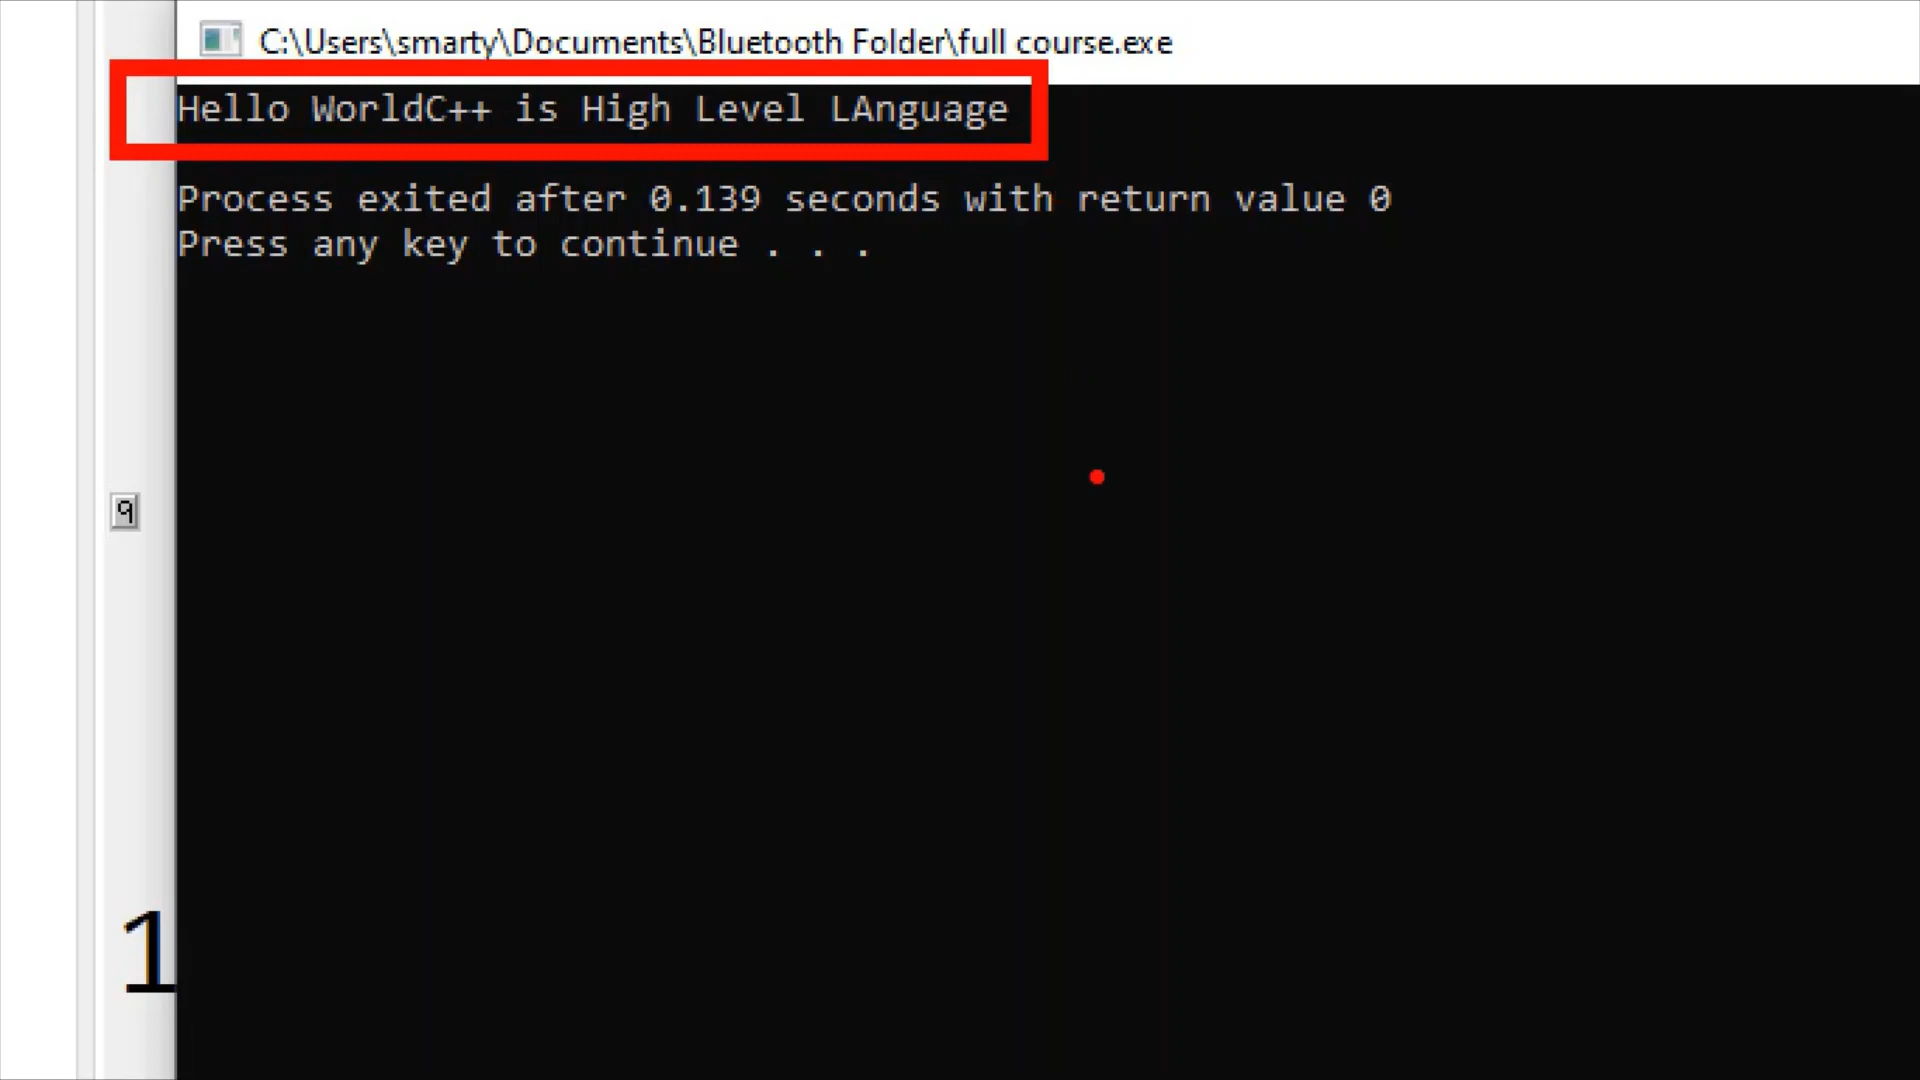 C:\Users\smarty\Documents\Bluetooth Folder\full course.exe
Hello WorldC++ is High Level LAnguage
Process exited after 0.139 seconds with return value 0
Press any key to continue . . .
9
1